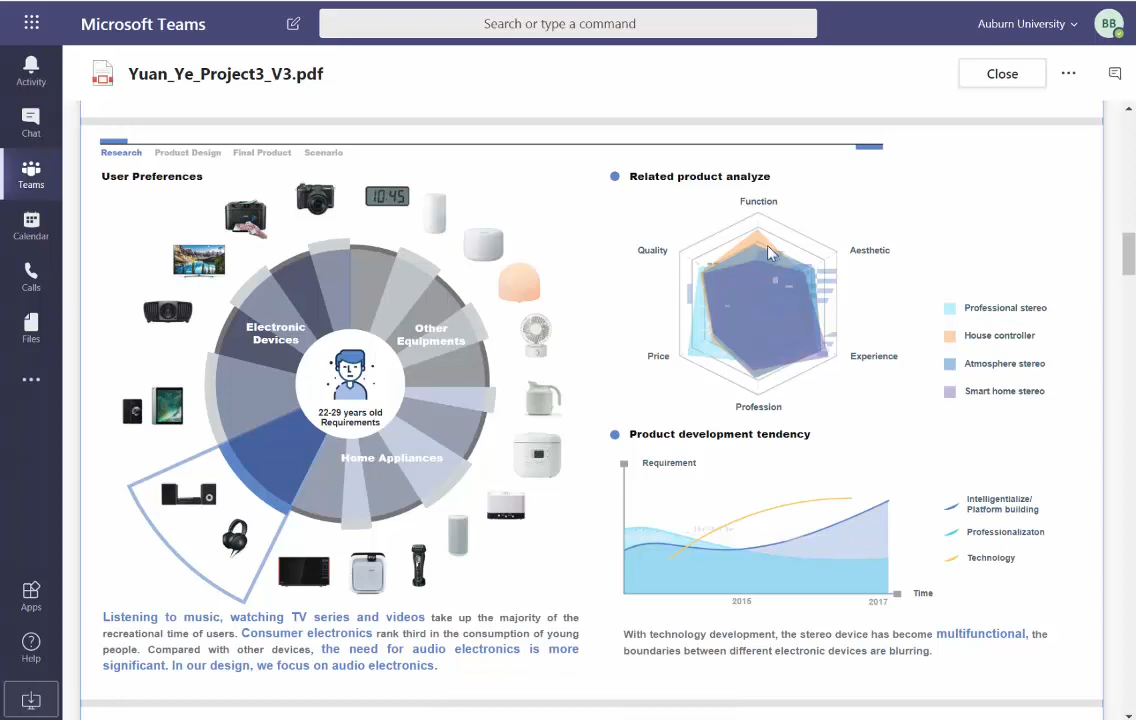 Microsoft Teams
Search or type a command
Auburn University
BB
Activity
Chat
Teams
Calendar
Calls
Files
Apps
Help
Yuan_Ye_Project3_V3.pdf
Close
Research Product Design Final Product Scenario
User Preferences
10:45
Electronic
Devices
Other
Equipments
22-29 years old
Requirements
Home Appliances
Listening to music, watching TV series and videos take up the majority of the
recreational time of users. Consumer electronics rank third in the consumption of young
people. Compared with other devices, the need for audio electronics is more
significant. In our design, we focus on audio electronics.
Related product analyze
Function
Quality
Aesthetic
Price
Experience
Profession
Professional stereo
House controller
Atmosphere stereo
Smart home stereo
Product development tendency
Requirement
2015
2017
Time
Intelligentialize/
Platform building
Professionalizaton
Technology
With technology development, the stereo device has become multifunctional, the
boundaries between different electronic devices are blurring.